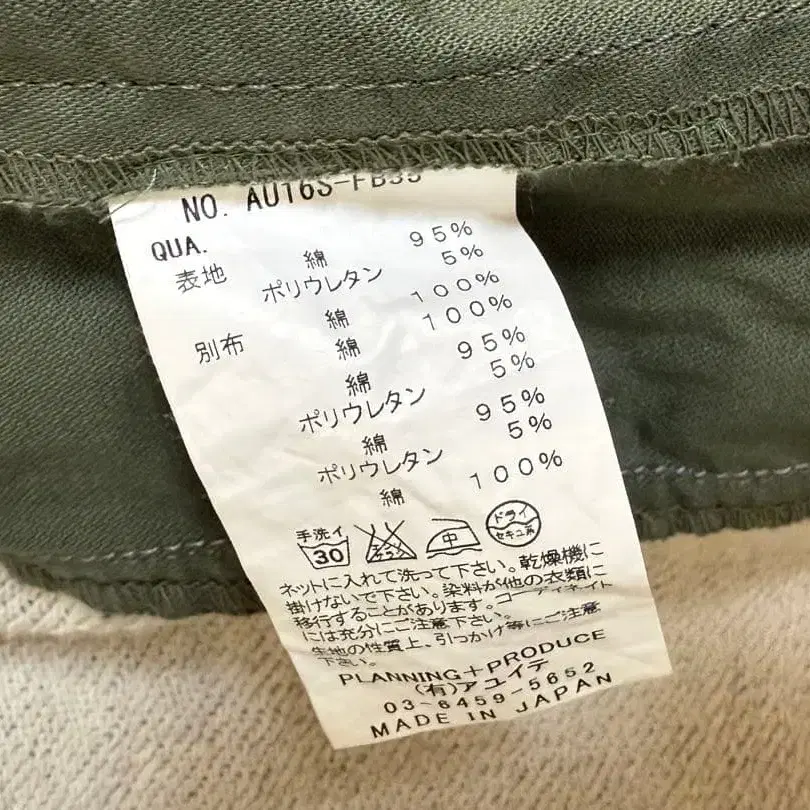 NO. AU16S-FB35
QUA.
表地 綿 95%
ポリウレタン 5%
綿 100%
別布 綿 100%
綿 95%
ポリウレタン 5%
綿 95%
ポリウレタン 5%
綿 100%
手洗イ 30 エンソサラシ 中 ドライ セキユ系
ネットに入れて洗って下さい。乾燥機に
掛けないで下さい。染料が他の衣類に
移行することがあります。コーディネイト
には充分にご注意下さい。
生地の性質上、引っかけ等にご注意
下さい。
PLANNING+PRODUCE
(有)アユイテ
03-6459-5652
MADE IN JAPAN